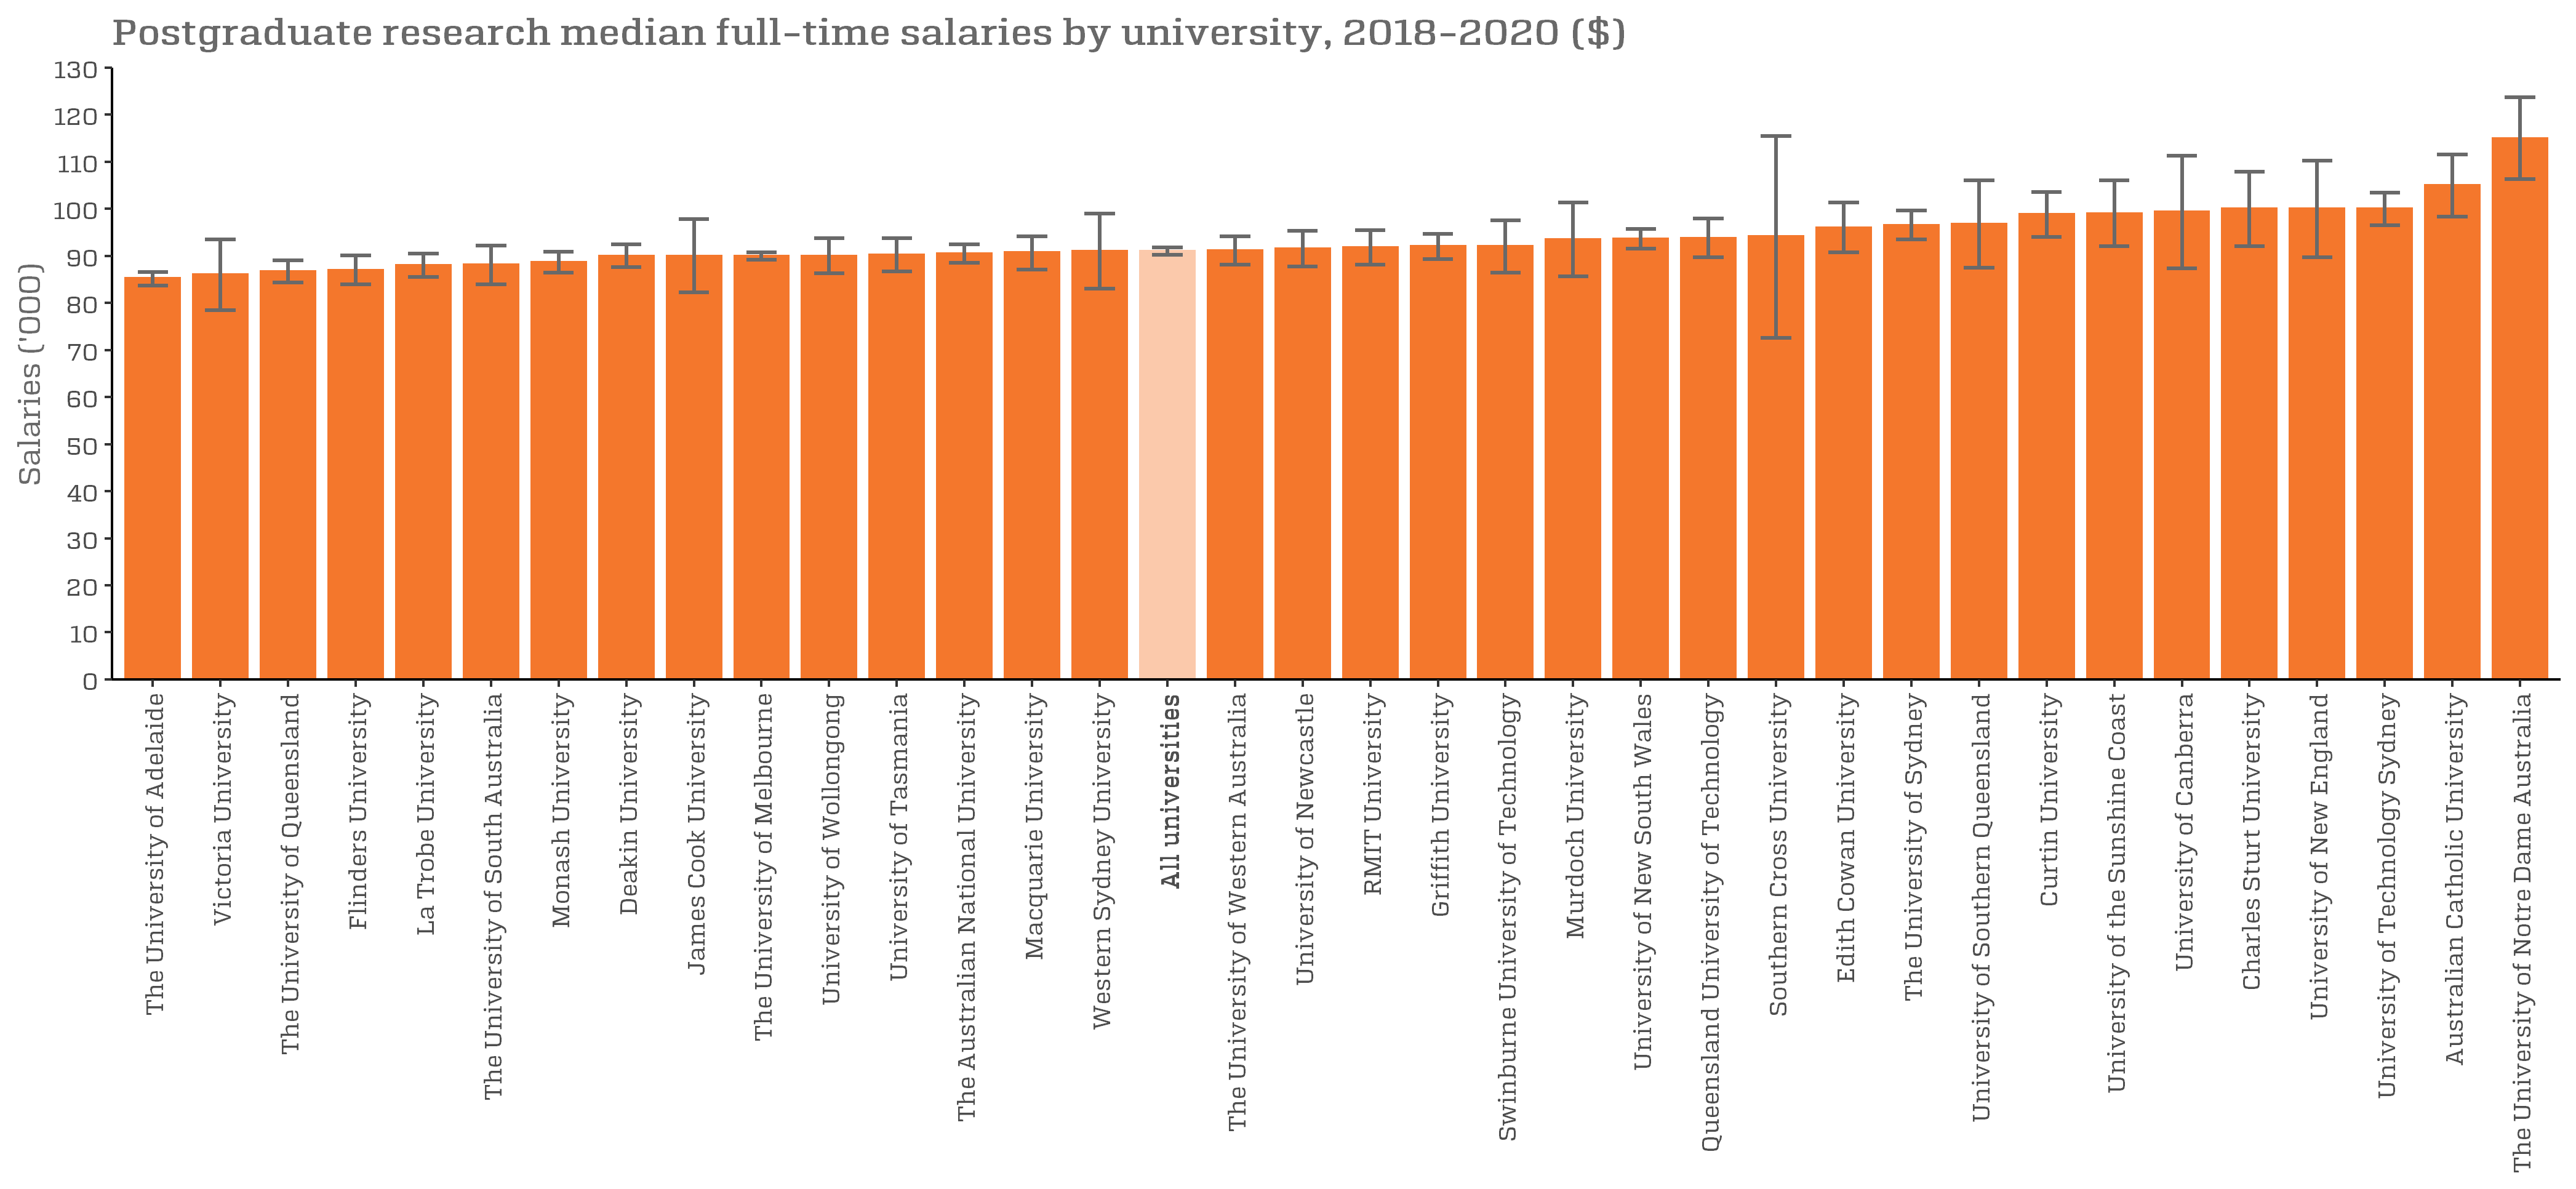 Postgraduate research median full-time salaries by university, 2018-2020 ($)
Salaries ('000)
130
120
110
100
90
80
70
60
50
40
30
20
10
0
The University of Adelaide
Victoria University
The University of Queensland
Flinders University
La Trobe University
The University of South Australia
Monash University
Deakin University
James Cook University
The University of Melbourne
University of Wollongong
University of Tasmania
The Australian National University
Macquarie University
Western Sydney University
All universities
The University of Western Australia
University of Newcastle
RMIT University
Griffith University
Swinburne University of Technology
Murdoch University
University of New South Wales
Queensland University of Technology
Southern Cross University
Edith Cowan University
The University of Sydney
University of Southern Queensland
Curtin University
University of the Sunshine Coast
University of Canberra
Charles Sturt University
University of New England
University of Technology Sydney
Australian Catholic University
The University of Notre Dame Australia